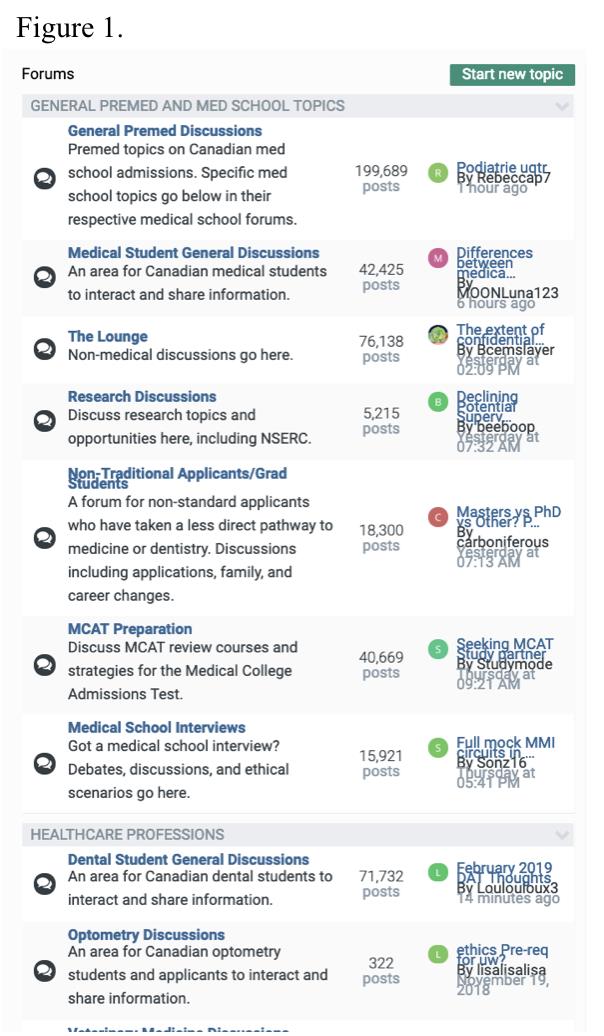 Figure 1.
Forums
Start new topic
GENERAL PREMED AND MED SCHOOL TOPICS
General Premed Discussions
Premed topics on Canadian med
school admissions. Specific med
school topics go below in their
respective medical school forums.
199,689
posts
R
Podiatrie uqtr
By Rebeccap7
1 hour ago
Medical Student General Discussions
An area for Canadian medical students
to interact and share information.
42,425
posts
M
Differences
between
medica...
By
MOONLuna123
6 hours ago
The Lounge
Non-medical discussions go here.
76,138
posts
The extent of
confidential...
By Bcemslayer
Yesterday at
02:09 PM
Research Discussions
Discuss research topics and
opportunities here, including NSERC.
5,215
posts
B
Declining
Potential
Superv...
By beeboop
Yesterday at
07:32 AM
Non-Traditional Applicants/Grad
Students
A forum for non-standard applicants
who have taken a less direct pathway to
medicine or dentistry. Discussions
including applications, family, and
career changes.
18,300
posts
C
Masters vs PhD
vs Other? P...
By
carboniferous
Yesterday at
07:13 AM
MCAT Preparation
Discuss MCAT review courses and
strategies for the Medical College
Admissions Test.
40,669
posts
S
Seeking MCAT
Study partner
By Studymode
Thursday at
09:21 AM
Medical School Interviews
Got a medical school interview?
Debates, discussions, and ethical
scenarios go here.
15,921
posts
S
Full mock MMI
circuits in ...
By Sonz16
Thursday at
05:41 PM
HEALTHCARE PROFESSIONS
Dental Student General Discussions
An area for Canadian dental students to
interact and share information.
71,732
posts
L
February 2019
DAT Thoughts
By Louloufoux3
14 minutes ago
Optometry Discussions
An area for Canadian optometry
students and applicants to interact and
share information.
322
posts
L
ethics Pre-req
for uw?
By lisalisalisa
November 19,
2018
Veterinary Medicine Discussions